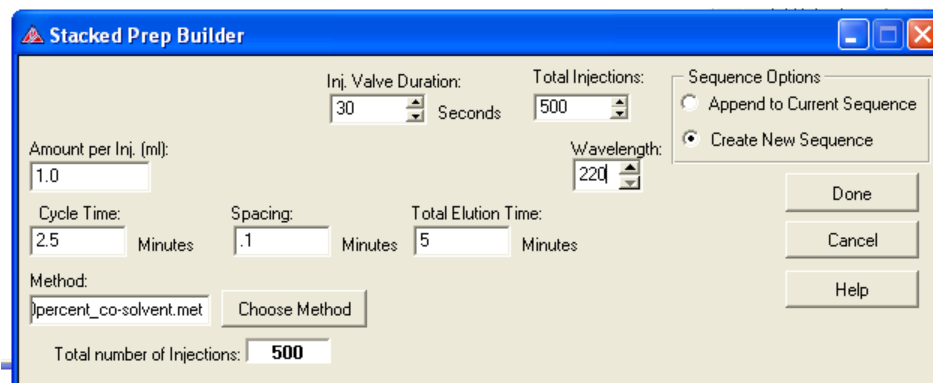 Stacked Prep Builder
Inj. Valve Duration:
30 Seconds
Total Injections:
500
Sequence Options
Append to Current Sequence
Create New Sequence
Amount per Inj. (ml):
1.0
Wavelength:
220
Done
Cycle Time:
2.5 Minutes
Spacing:
.1 Minutes
Total Elution Time:
5 Minutes
Cancel
Method:
percent_co-solvent.met
Choose Method
Help
Total number of Injections: 500